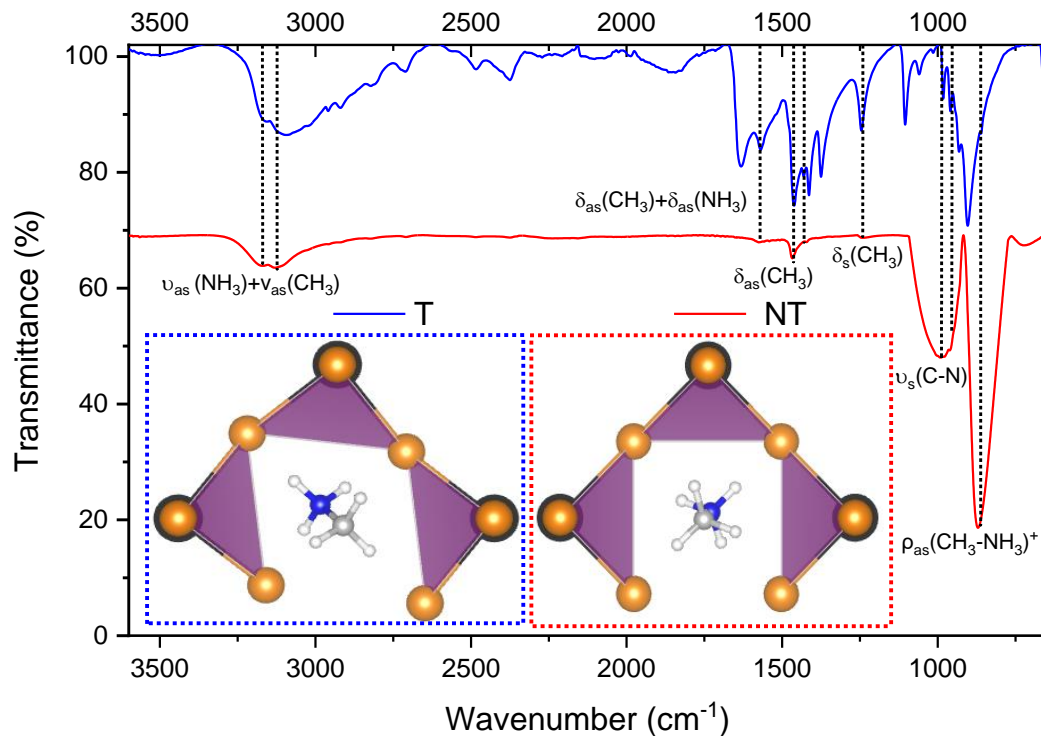 3500 3000 2500 2000 1500 1000
100
80
60
40
20
0
Transmittance (%)
δas(CH3)+δas(NH3)
υas (NH3)+vas(CH3)
δas(CH3)
δs(CH3)
T
NT
υs(C-N)
ρas(CH3-NH3)+
3500 3000 2500 2000 1500 1000
Wavenumber (cm-1)